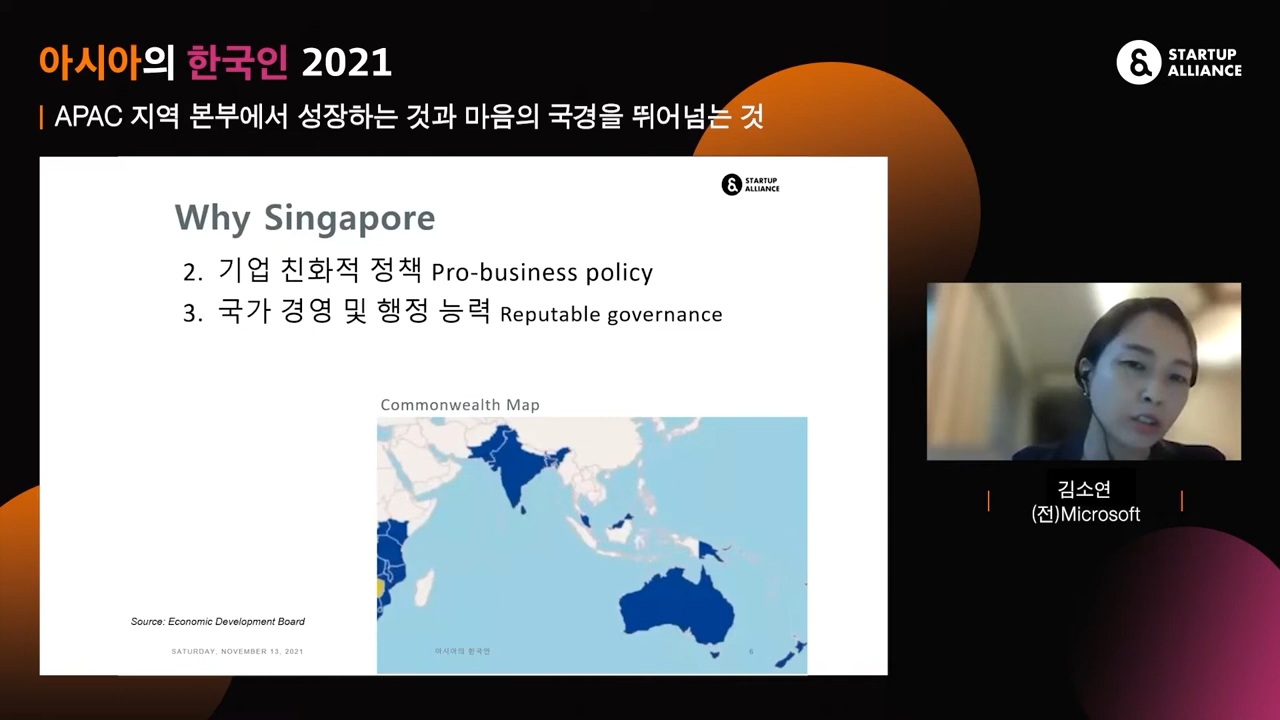 아시아의 한국인 2021
STARTUP
ALLIANCE
APAC 지역 본부에서 성장하는 것과 마음의 국경을 뛰어넘는 것
STARTUP
ALLIANCE
Why Singapore
2. 기업 친화적 정책 Pro-business policy
3. 국가 경영 및 행정 능력 Reputable governance
Commonwealth Map
Source: Economic Development Board
SATURDAY, NOVEMBER 13, 2021
아시아의 한국인
6
김소연
(전)Microsoft